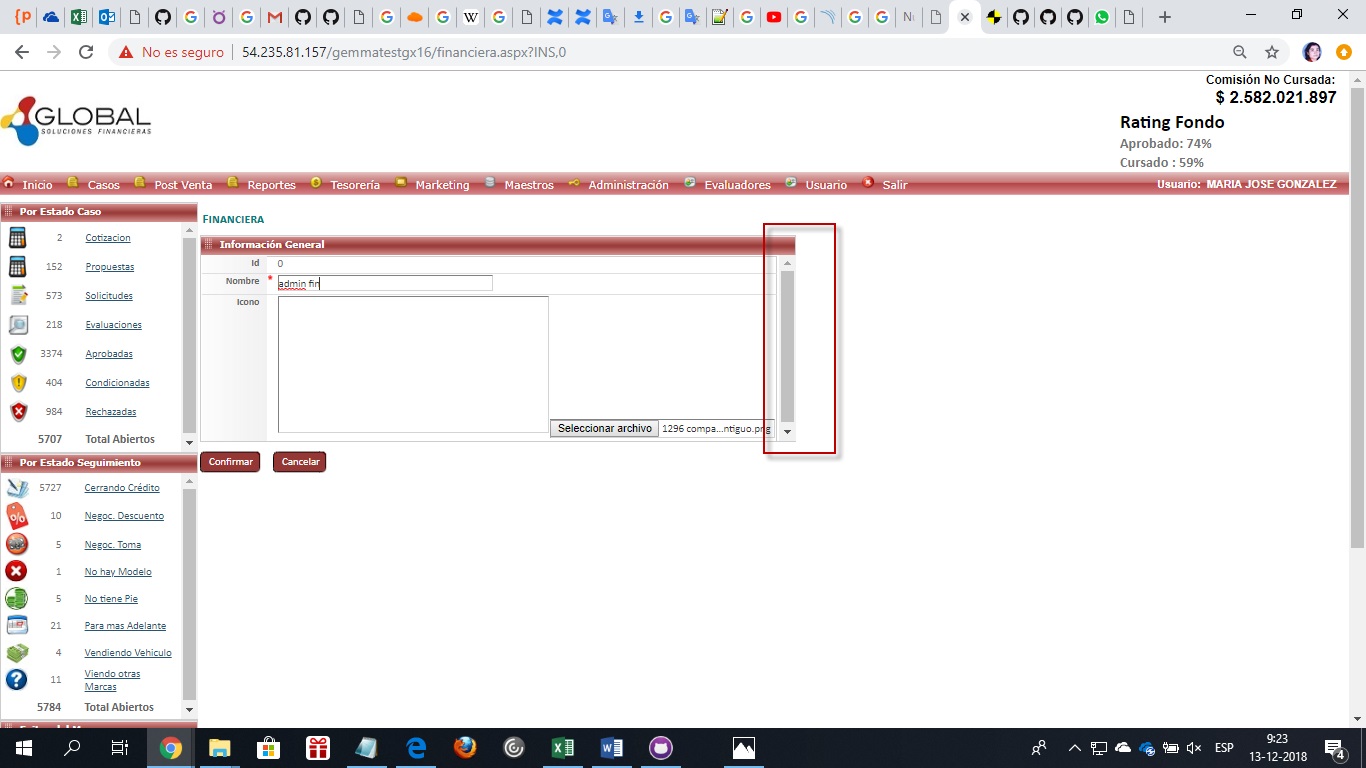 No es seguro | 54.235.81.157/gemmatestgx16/financiera.aspx?INS,0
Comisión No Cursada:
$ 2.582.021.897
GLOBAL
SOLUCIONES FINANCIERAS
Rating Fondo
Aprobado: 74%
Cursado : 59%
Inicio Casos Post Venta Reportes Tesorería Marketing Maestros Administración Evaluadores Usuario Salir Usuario: MARIA JOSE GONZALEZ
Por Estado Caso
2 Cotizacion
152 Propuestas
573 Solicitudes
218 Evaluaciones
3374 Aprobadas
404 Condicionadas
984 Rechazadas
5707 Total Abiertos
Por Estado Seguimiento
5727 Cerrando Crédito
10 Negoc. Descuento
5 Negoc. Toma
1 No hay Modelo
5 No tiene Pie
21 Para mas Adelante
4 Vendiendo Vehiculo
11 Viendo otras
Marcas
5784 Total Abiertos
FINANCIERA
Información General
Id 0
Nombre * admin fin
Icono
Seleccionar archivo 1296 compa...ntiguo.png
Confirmar Cancelar
ESP
9:23
13-12-2018
4